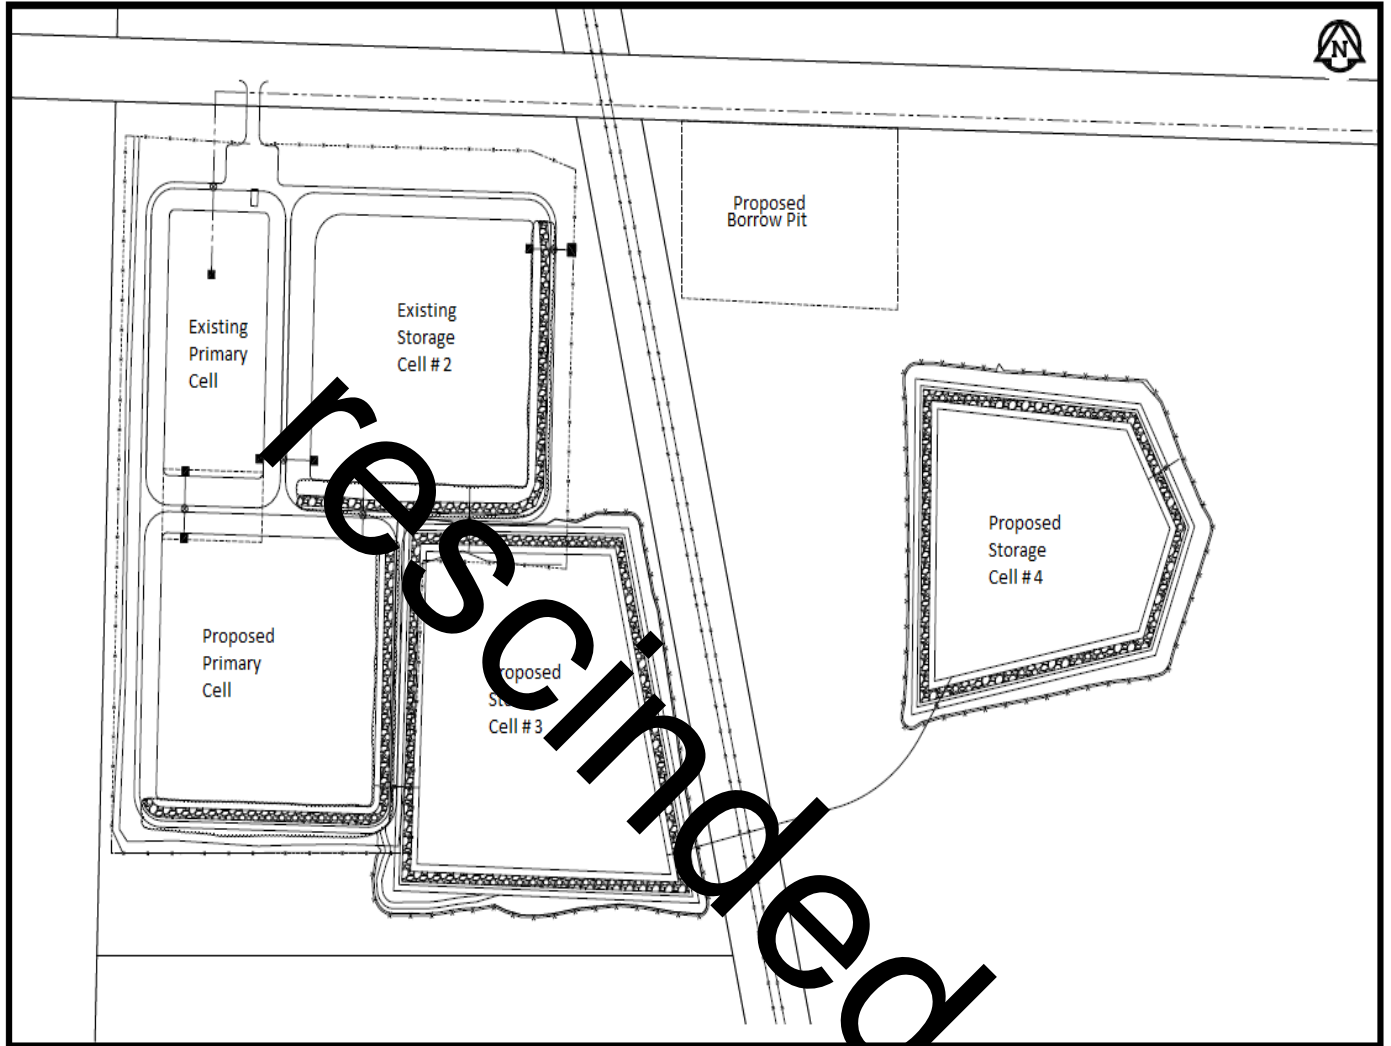 N
Proposed
Borrow Pit
Existing
Storage
Cell # 2
Existing
Primary
Cell
Proposed
Storage
Cell # 4
Proposed
Primary
Cell
Proposed
Cell # 3
rescinded